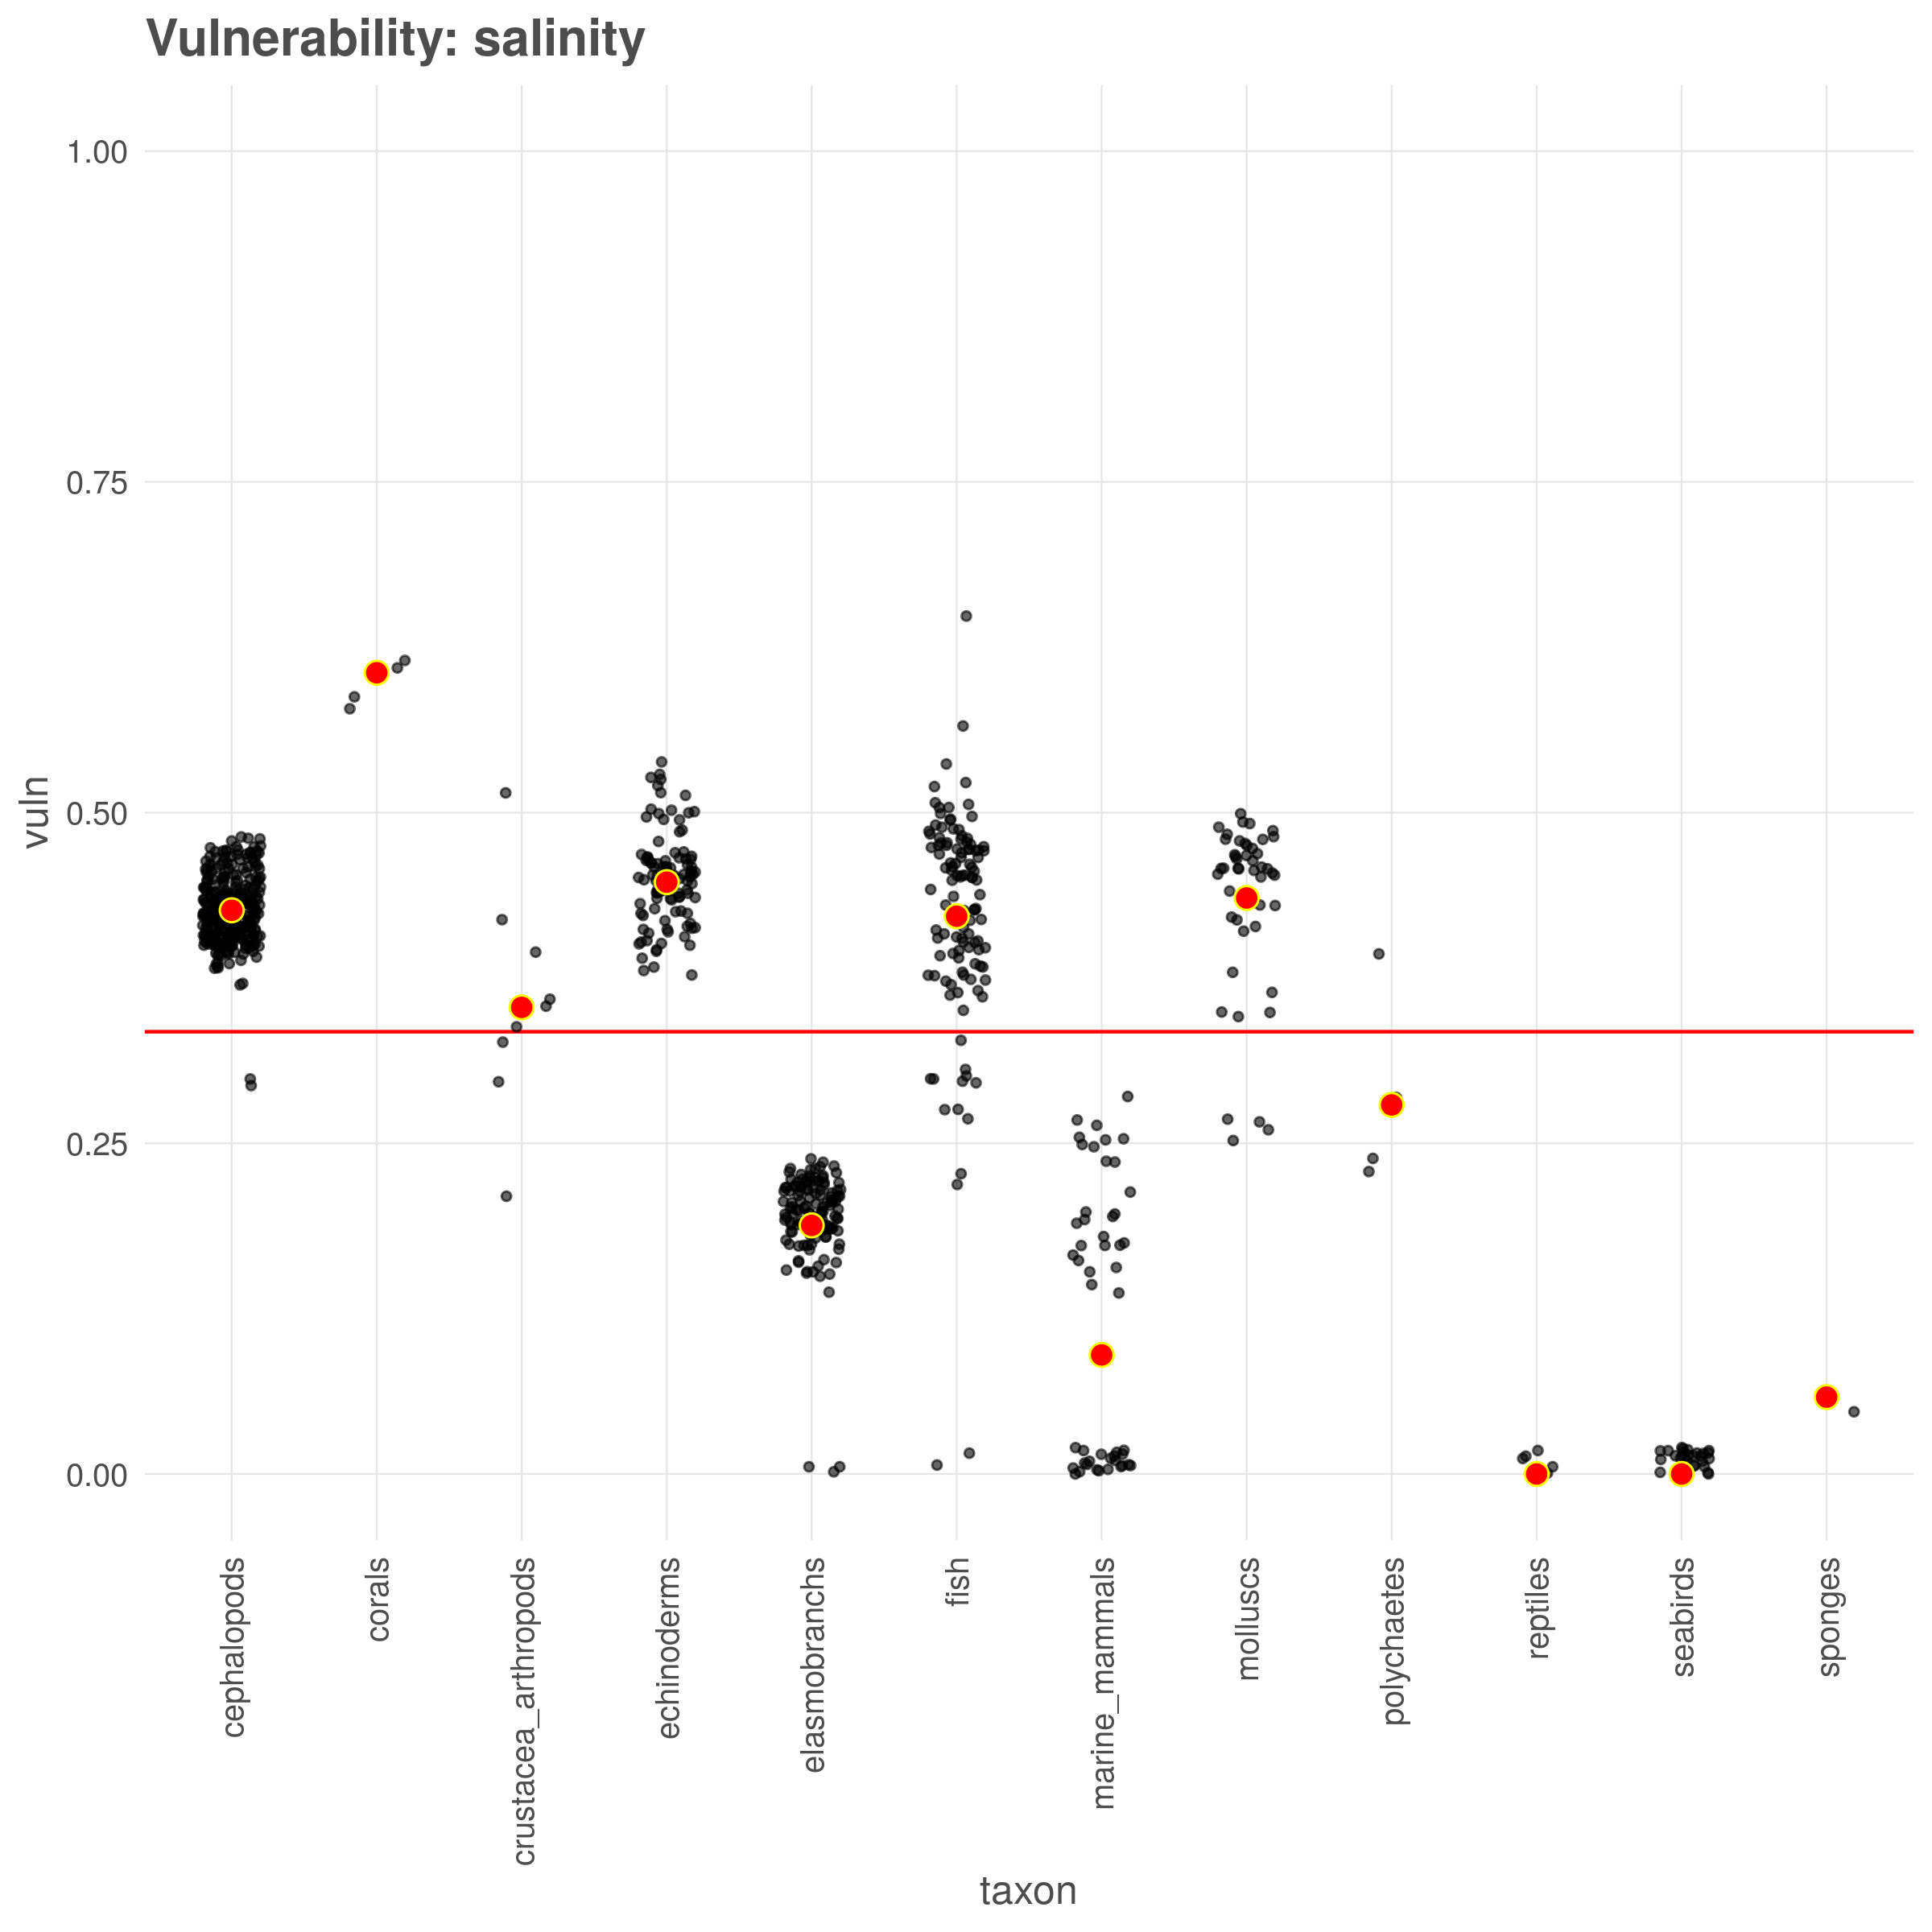 Vulnerability: salinity
vuln
1.00
0.75
0.50
0.25
0.00
cephalopods
corals
crustacea_arthropods
echinoderms
elasmobranchs
fish
marine_mammals
molluscs
polychaetes
reptiles
seabirds
sponges
taxon